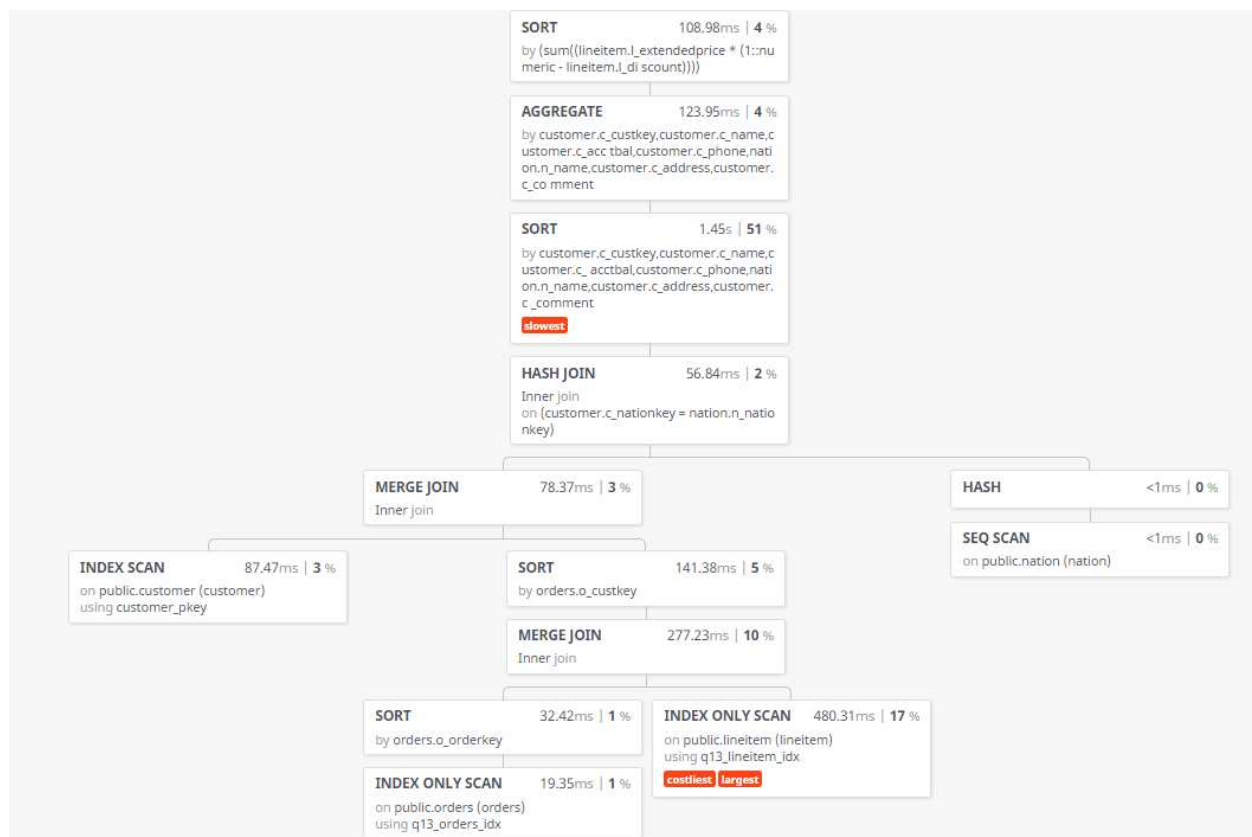 SORT 108.98ms | 4 %
by (sum((lineitem.l_extendedprice * (1::nu
meric - lineitem.l_di scount))))
AGGREGATE 123.95ms | 4 %
by customer.c_custkey,customer.c_name,c
ustomer.c_acc tbal,customer.c_phone,nati
on.n_name,customer.c_address,customer.
c_co mment
SORT 1.45s | 51 %
by customer.c_custkey,customer.c_name,c
ustomer.c_ acctbal,customer.c_phone,nati
on.n_name,customer.c_address,customer.
c _comment
slowest
HASH JOIN 56.84ms | 2 %
Inner join
on (customer.c_nationkey = nation.n_natio
nkey)
MERGE JOIN 78.37ms | 3 %
Inner join
HASH <1ms | 0 %
SEQ SCAN <1ms | 0 %
on public.nation (nation)
INDEX SCAN 87.47ms | 3 %
on public.customer (customer)
using customer_pkey
SORT 141.38ms | 5 %
by orders.o_custkey
MERGE JOIN 277.23ms | 10 %
Inner join
SORT 32.42ms | 1 %
by orders.o_orderkey
INDEX ONLY SCAN 480.31ms | 17 %
on public.lineitem (lineitem)
using q13_lineitem_idx
costliest largest
INDEX ONLY SCAN 19.35ms | 1 %
on public.orders (orders)
using q13_orders_idx